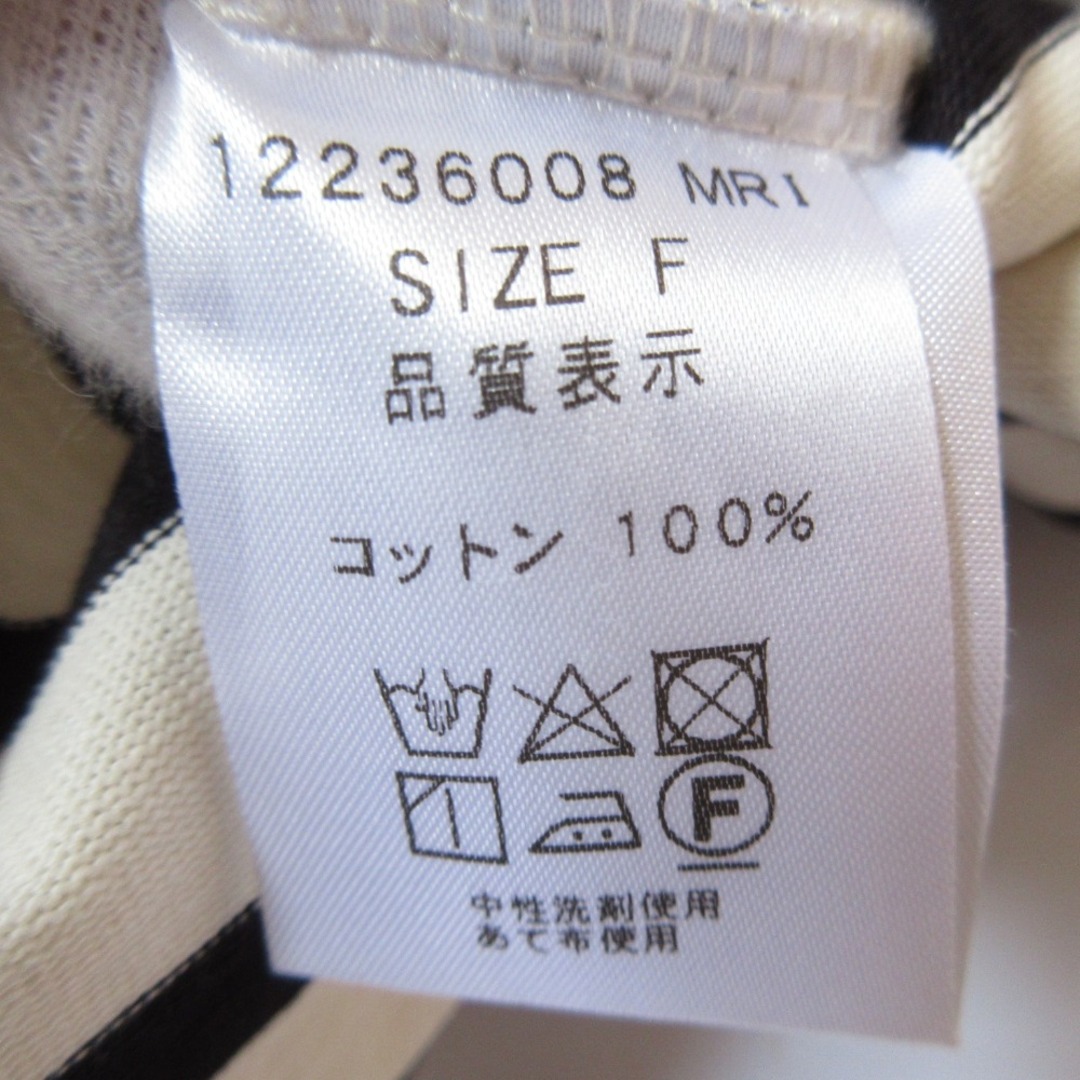 12236008 MRI
SIZE F
品質表示
コットン 100%
F
中性洗剤使用
あて布使用